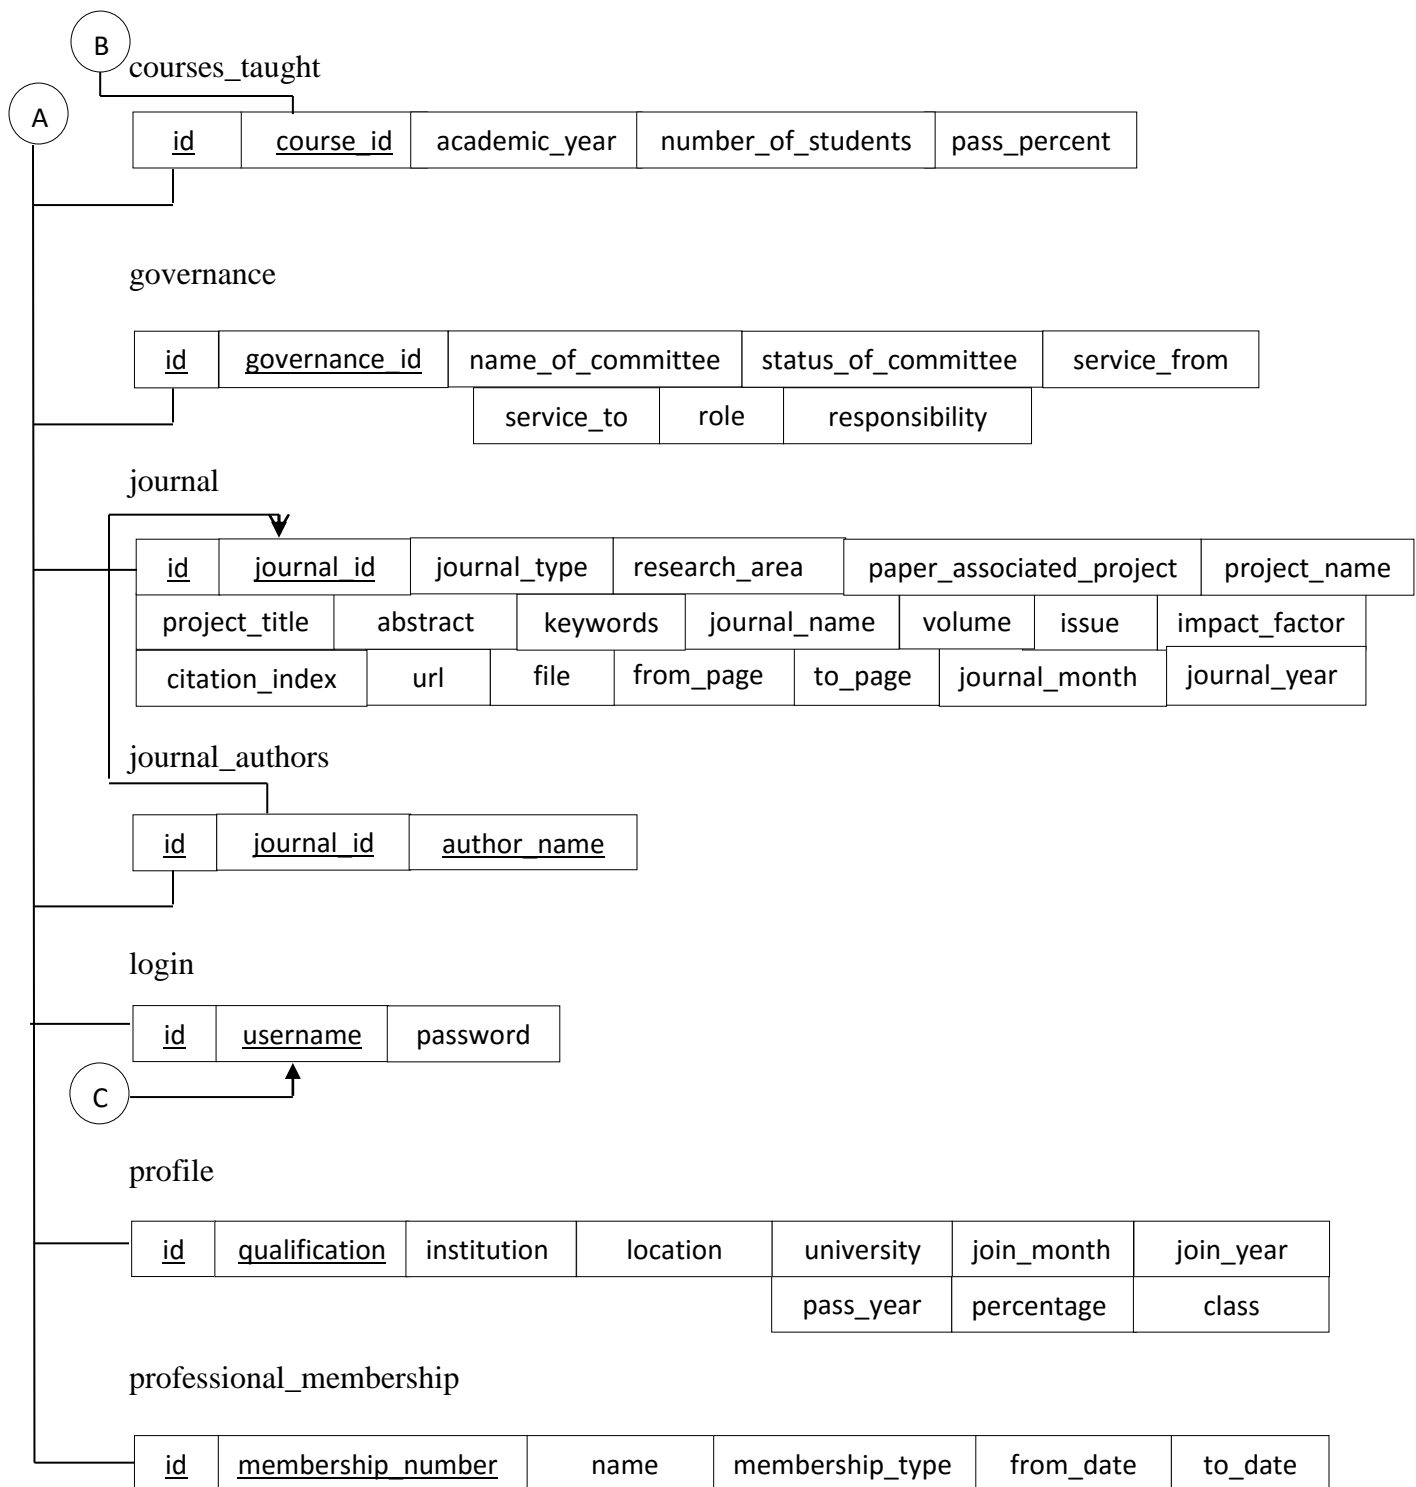 B
courses_taught
A
id course_id academic_year number_of_students pass_percent
governance
id governance_id name_of_committee status_of_committee service_from
service_to role responsibility
journal
id journal_id journal_type research_area paper_associated_project project_name
project_title abstract keywords journal_name volume issue impact_factor
citation_index url file from_page to_page journal_month journal_year
journal_authors
id journal_id author_name
login
id username password
C
profile
id qualification institution location university join_month join_year
pass_year percentage class
professional_membership
id membership_number name membership_type from_date to_date